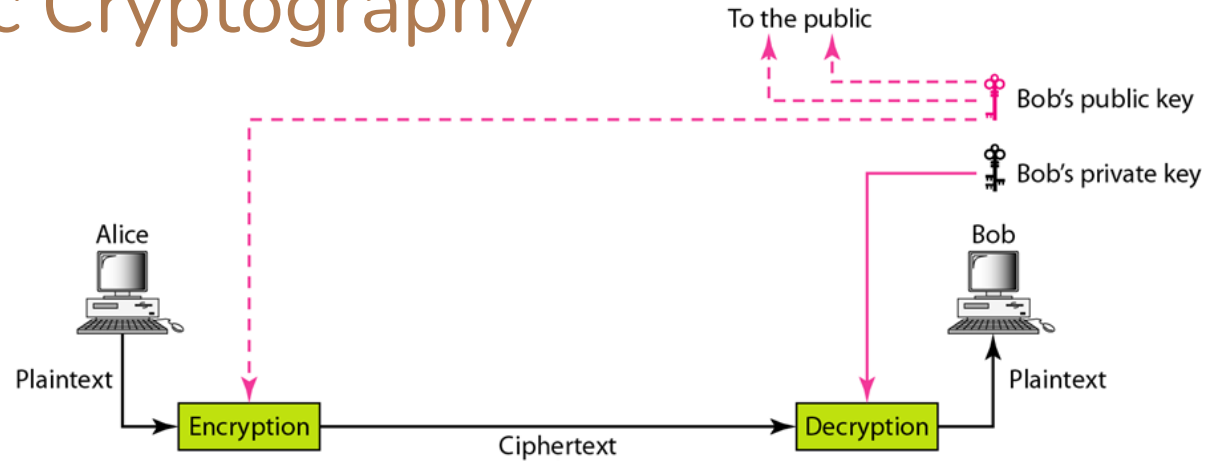 c Cryptography
To the public
Bob's public key
Bob's private key
Alice
Bob
Plaintext
Plaintext
Encryption
Decryption
Ciphertext